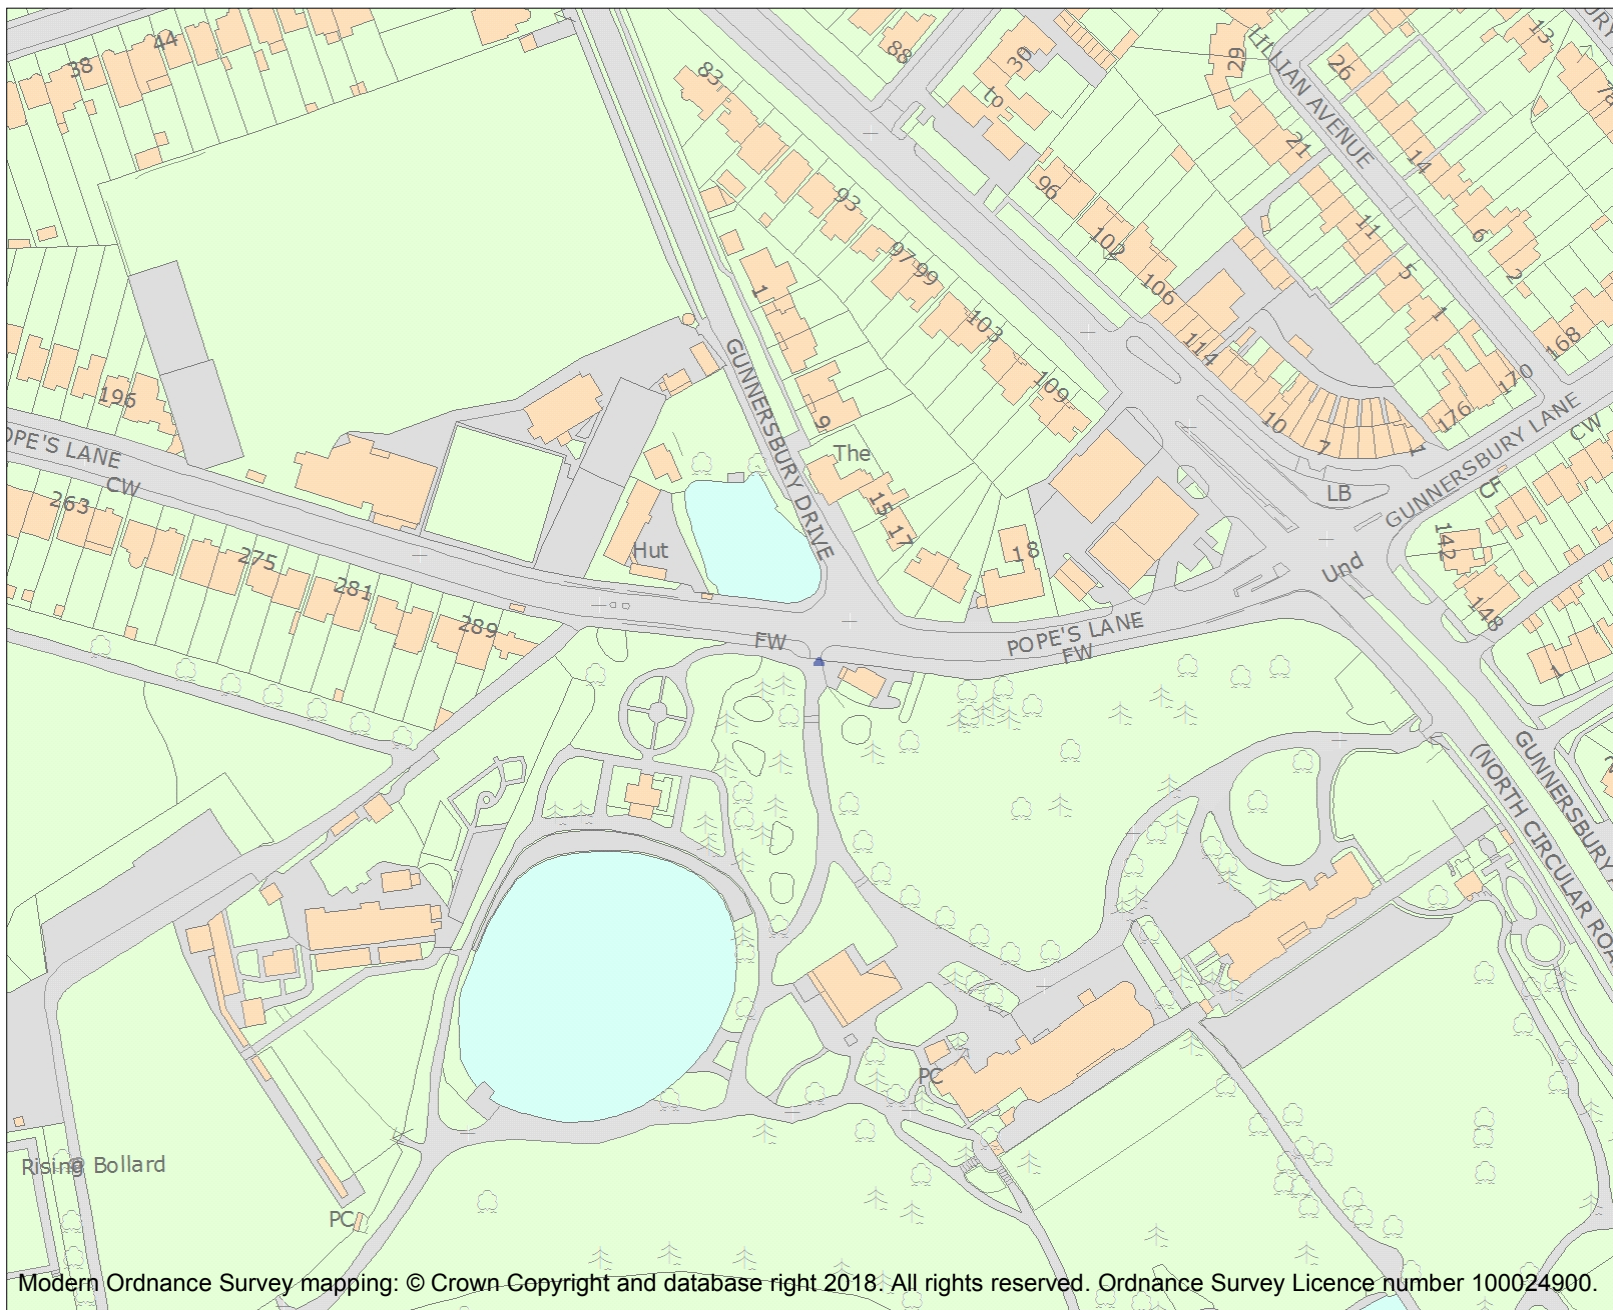 44
38
83
88
30
to
29
LILLIAN AVENUE
26
13
21
14
96
93
102
11
6
97
99
106
5
2
1
1
103
114
168
GUNNERSBURY DRIVE
109
170
196
9
10
176
7
1
GUNNERSBURY LANE
CW
The
OPE'S LANE
CW
263
15
17
LB
CF
142
Hut
18
Und
275
281
289
148
FW
POPE'S LANE
FW
1
(NORTH CIRCULAR ROA
GUNNERSBURY
PC
Rising Bollard
PC
Modern Ordnance Survey mapping: © Crown Copyright and database right 2018. All rights reserved. Ordnance Survey Licence number 100024900.